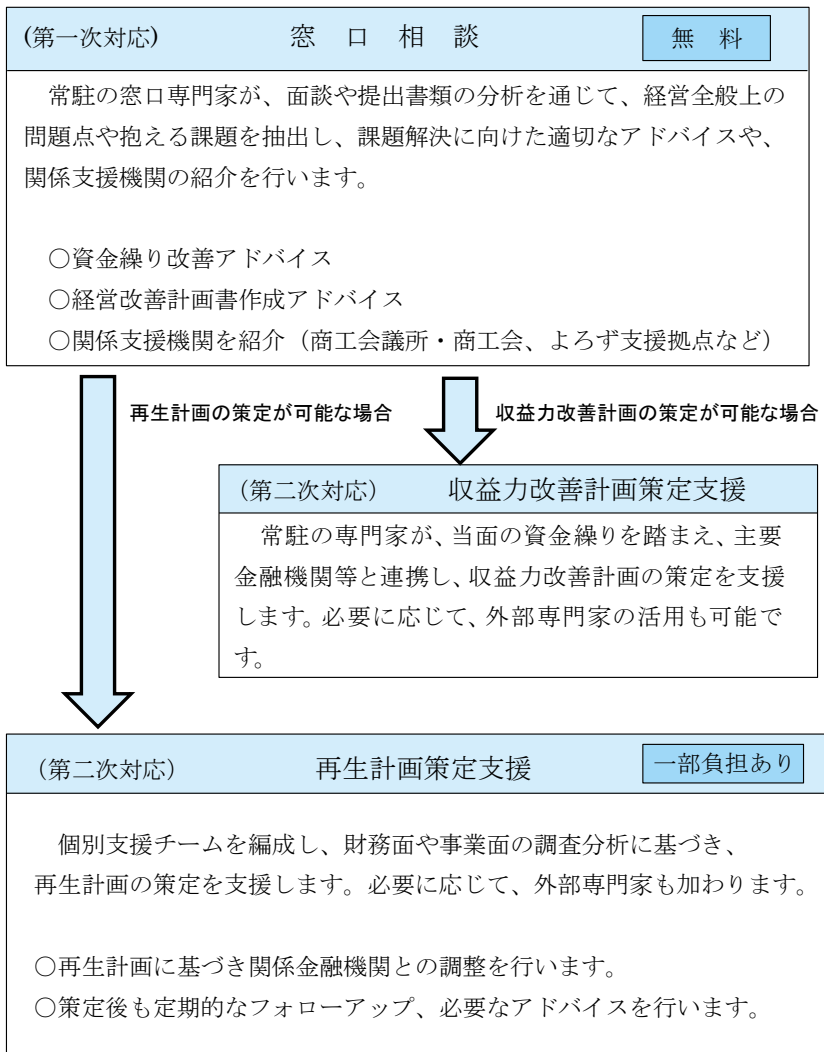 (第一次対応) 窓口相談 無料
常駐の窓口専門家が、面談や提出書類の分析を通じて、経営全般上の
問題点や抱える課題を抽出し、課題解決に向けた適切なアドバイスや、
関係支援機関の紹介を行います。
○資金繰り改善アドバイス
○経営改善計画書作成アドバイス
○関係支援機関を紹介（商工会議所・商工会、よろず支援拠点など）
再生計画の策定が可能な場合
収益力改善計画の策定が可能な場合
（第二次対応） 収益力改善計画策定支援
常駐の専門家が、当面の資金繰りを踏まえ、主要
金融機関等と連携し、収益力改善計画の策定を支援
します。必要に応じて、外部専門家の活用も可能で
す。
（第二次対応） 再生計画策定支援 一部負担あり
個別支援チームを編成し、財務面や事業面の調査分析に基づき、
再生計画の策定を支援します。必要に応じて、外部専門家も加わります。
○再生計画に基づき関係金融機関との調整を行います。
○策定後も定期的なフォローアップ、必要なアドバイスを行います。